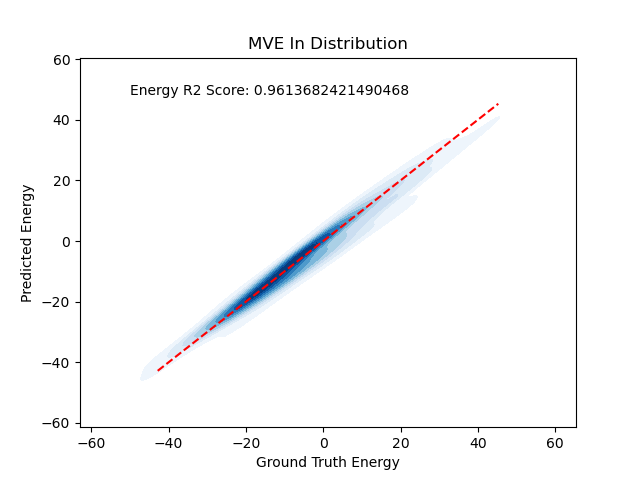 MVE In Distribution
Energy R2 Score: 0.9613682421490468
Predicted Energy
60
40
20
0
−20
−40
−60
−60 −40 −20 0 20 40 60
Ground Truth Energy